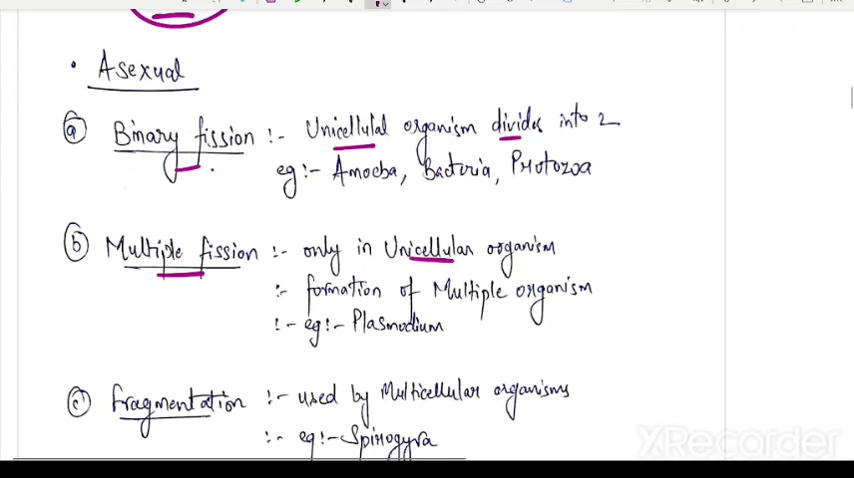 • Asexual
(a) Binary fission :- Unicellulal organism divides into 2
eg :- Amoeba, Bacteria, Protozoa
(b) Multiple fission :- only in Unicellular organism
:- formation of Multiple organism
:- eg :- Plasmodium
(c) fragmentation :- used by Multicellular organisms
:- eg :- Spirogyra
XRecorder